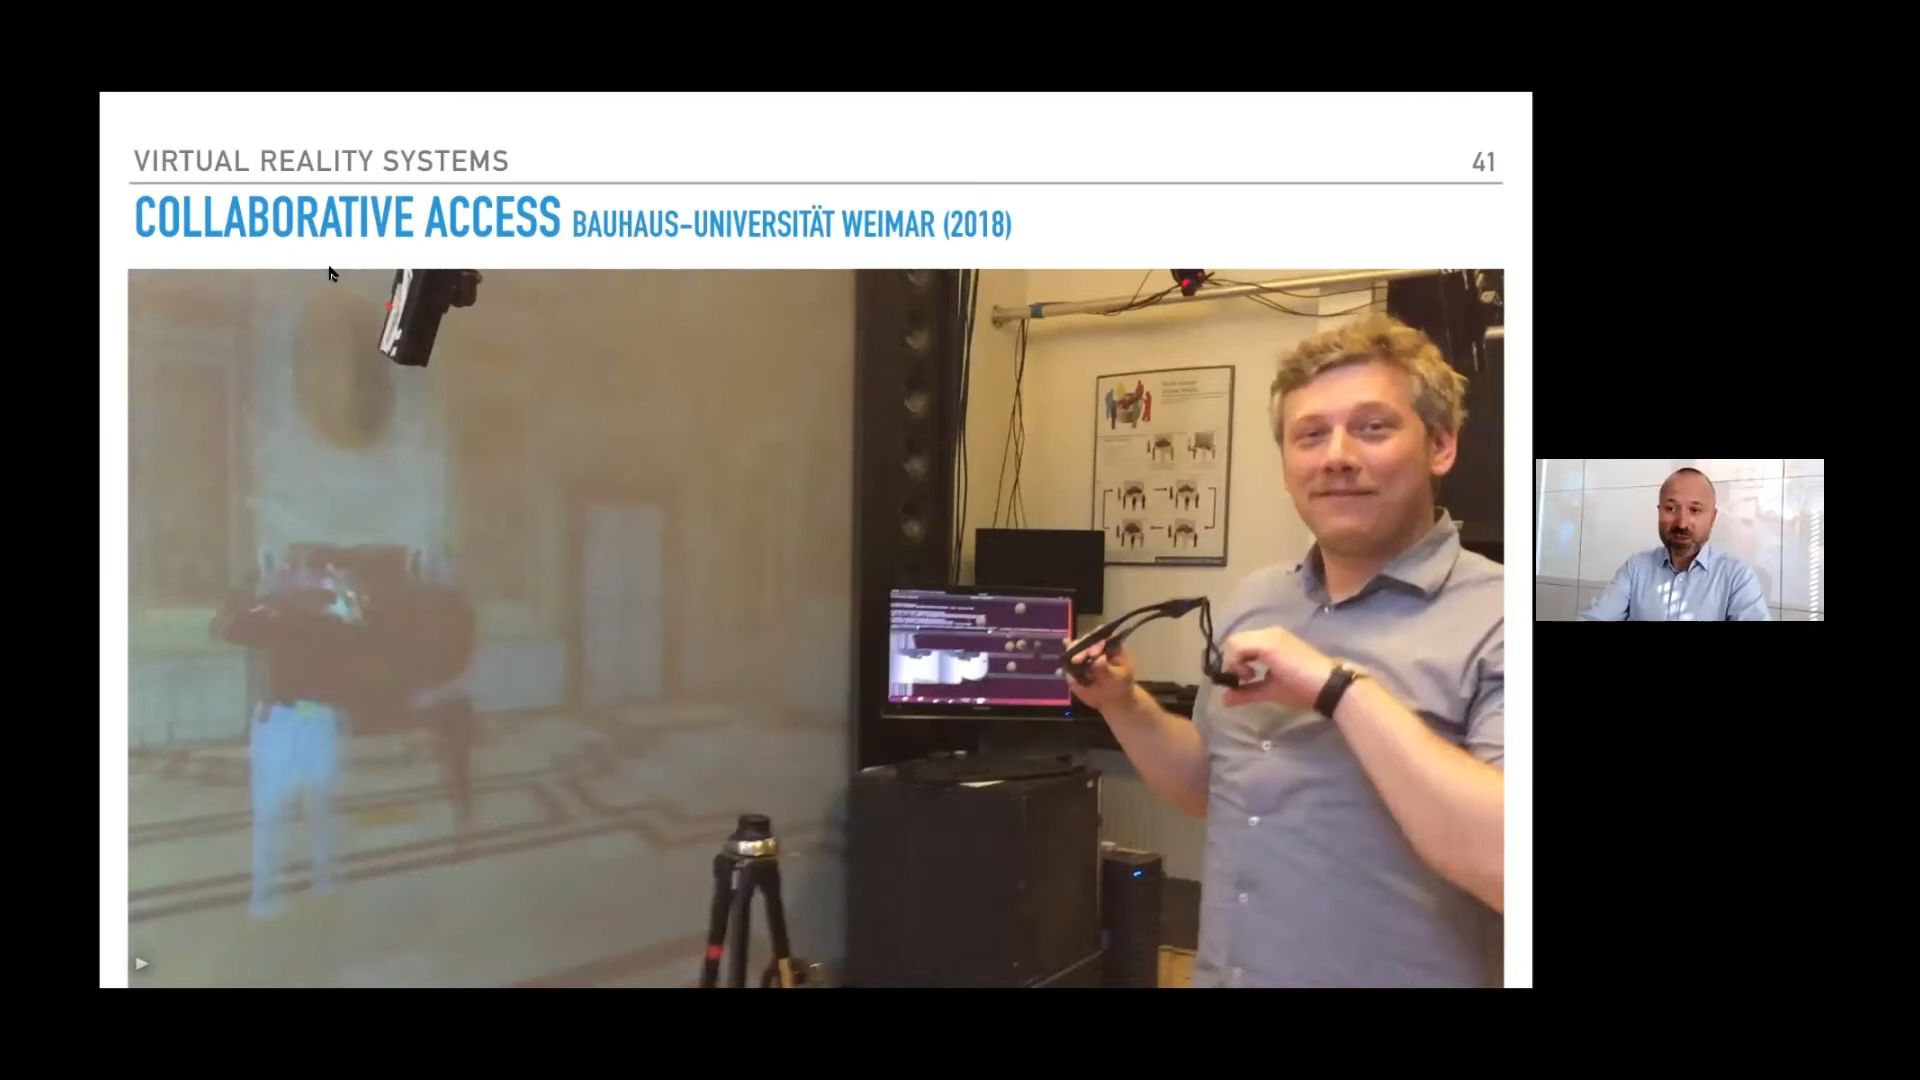 VIRTUAL REALITY SYSTEMS
41
COLLABORATIVE ACCESS BAUHAUS-UNIVERSITÄT WEIMAR (2018)